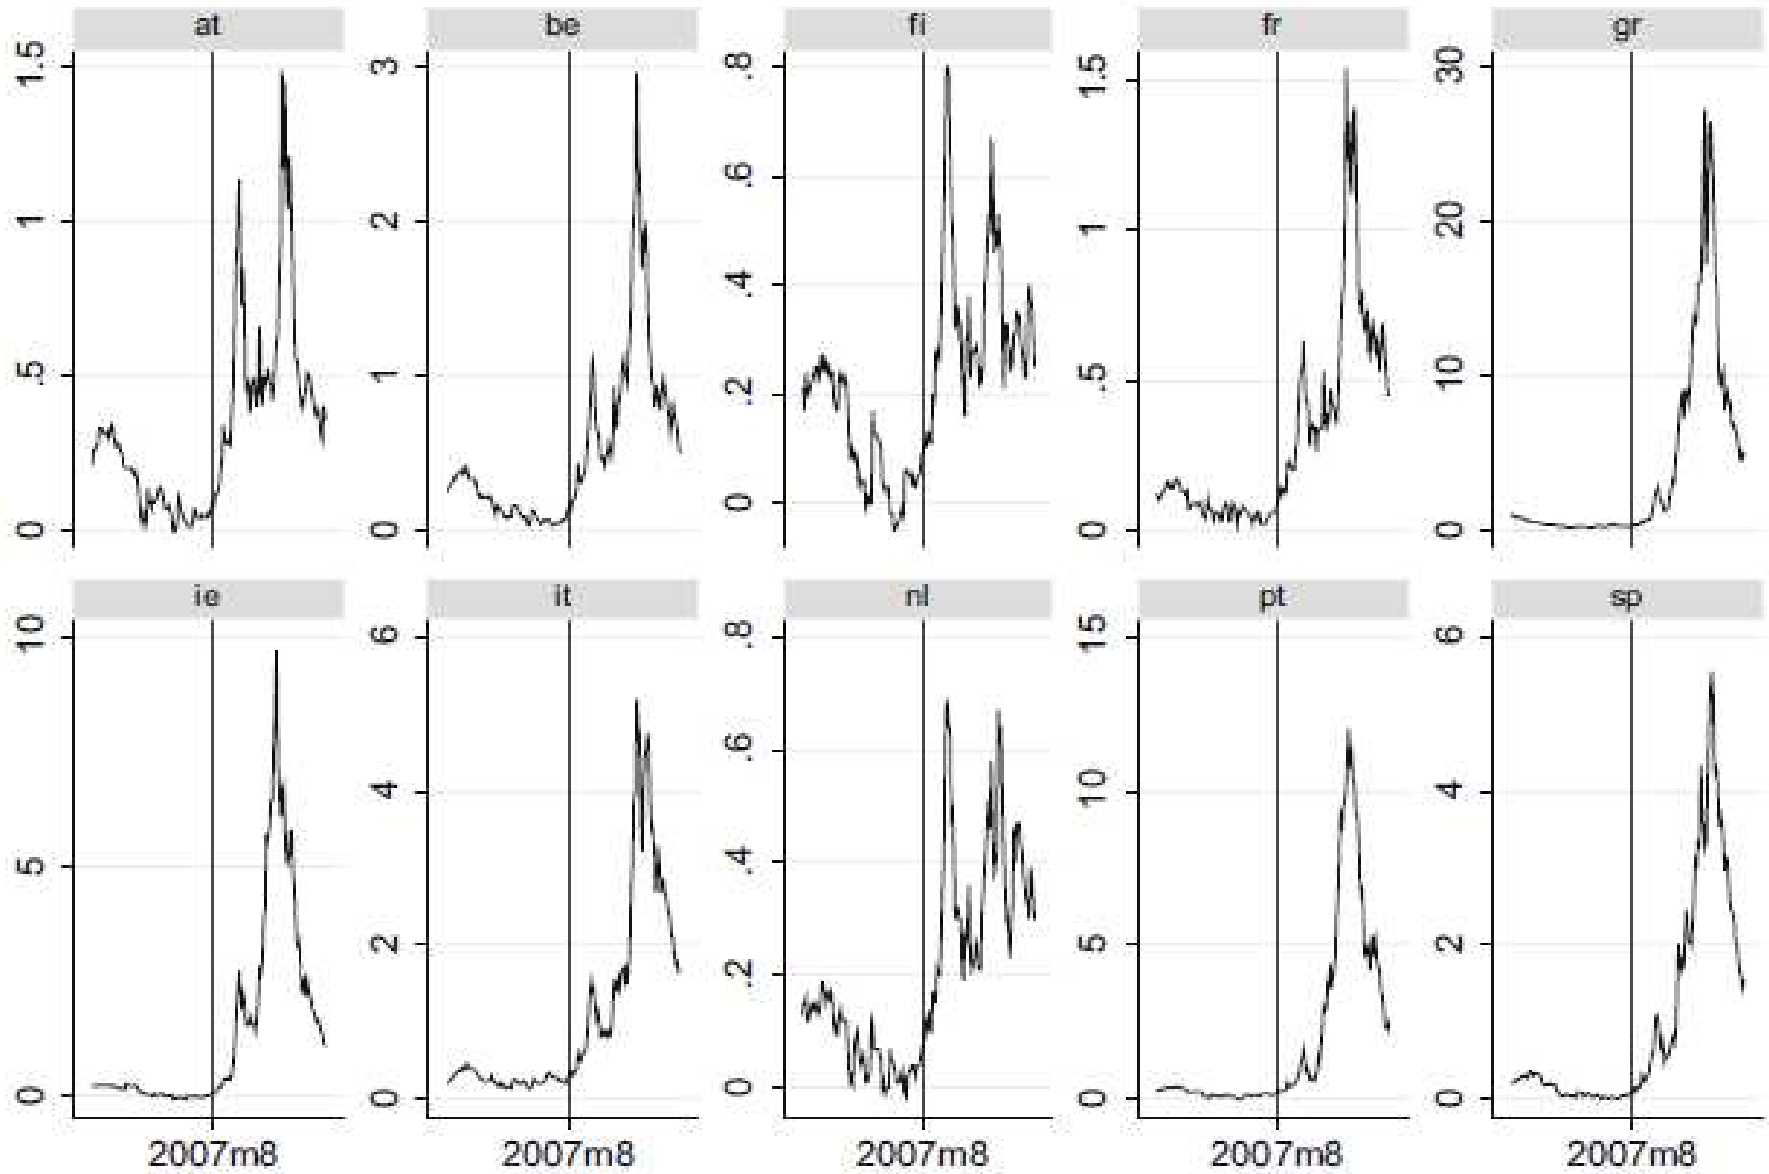 at be fi fr gr
1.5 3 .8 1.5 30
1 2 .6 1 20
.5 1 .4 .5 10
0 0 .2 0 0
0
ie it nl pt sp
10 6 .8 15 6
5 4 .6 10 4
0 2 .4 5 2
0 .2 0 0
0
2007m8 2007m8 2007m8 2007m8 2007m8